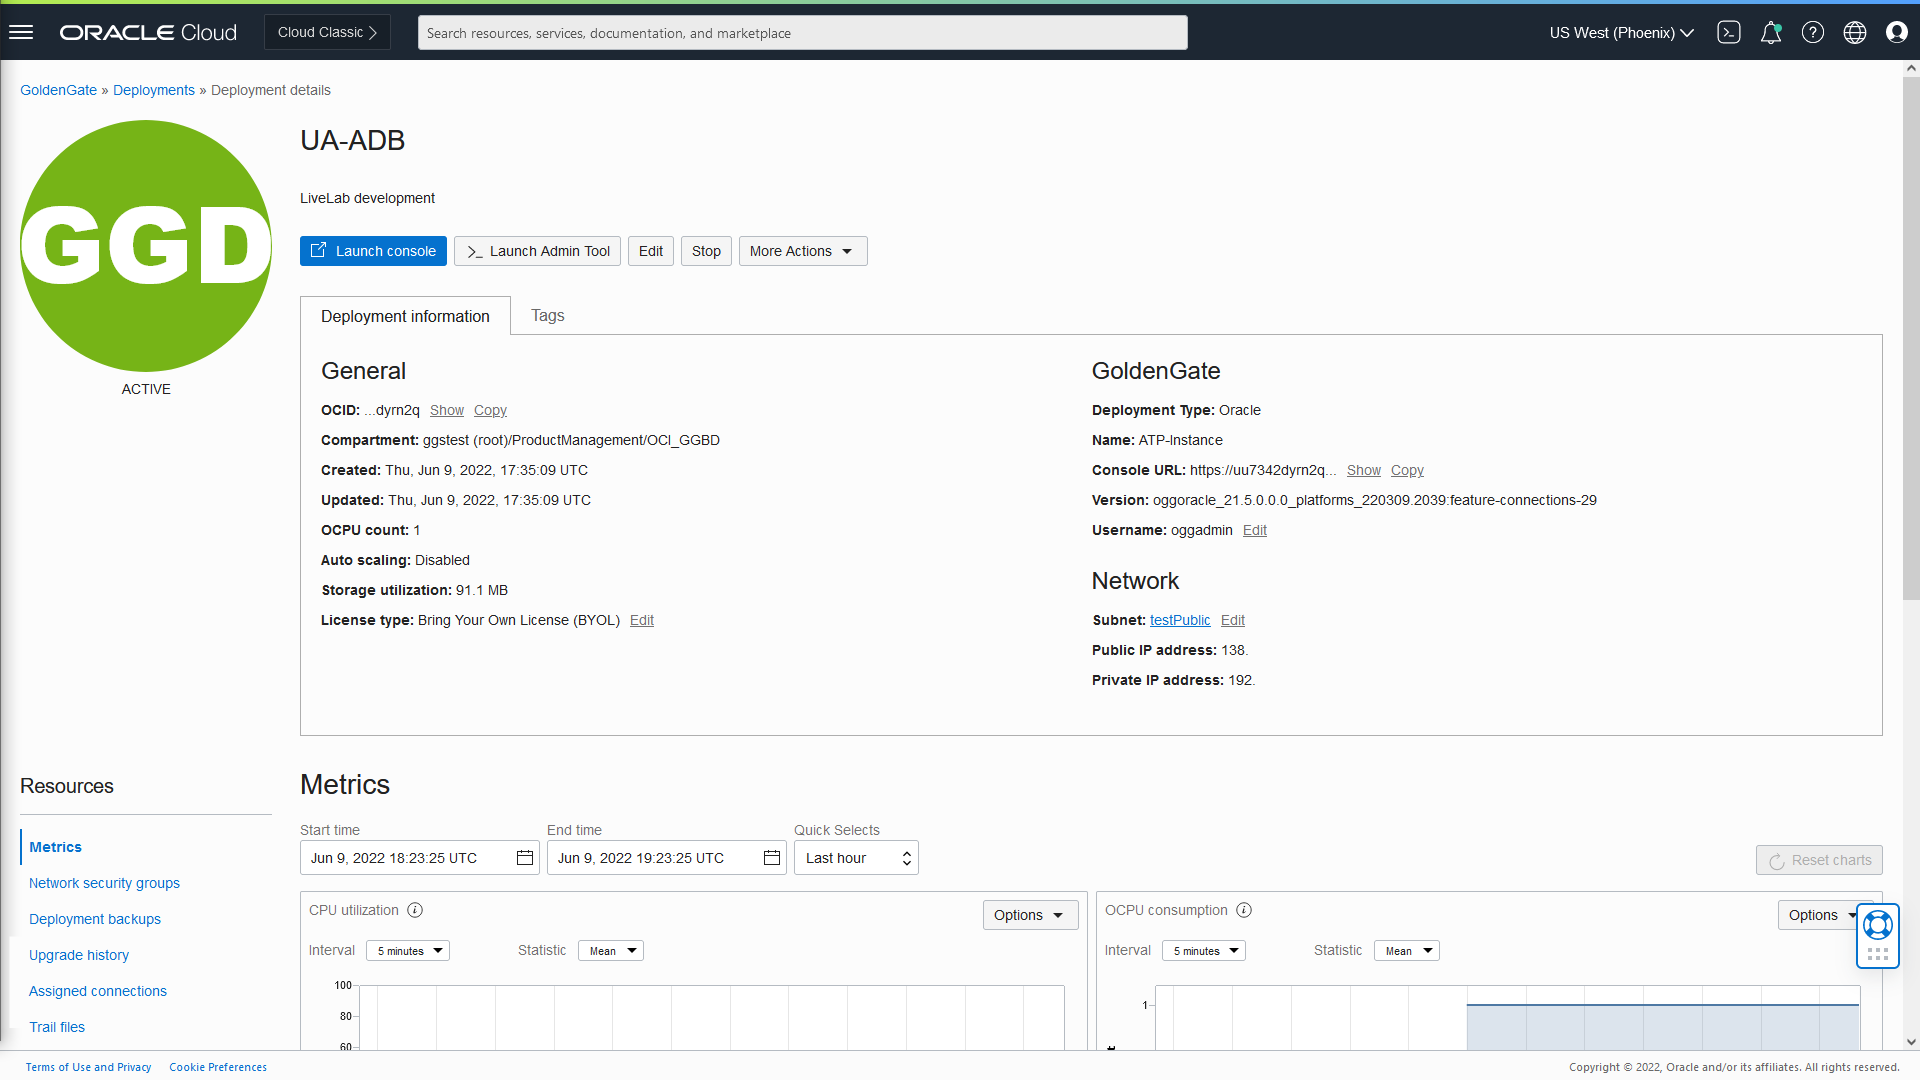 ORACLE Cloud
Cloud Classic
Search resources, services, documentation, and marketplace
US West (Phoenix)
GoldenGate » Deployments » Deployment details
GGD
ACTIVE
UA-ADB
LiveLab development
Launch console
Launch Admin Tool
Edit
Stop
More Actions
Deployment information
Tags
General
OCID: ...dyrn2q Show Copy
Compartment: ggstest (root)/ProductManagement/OCI_GGBD
Created: Thu, Jun 9, 2022, 17:35:09 UTC
Updated: Thu, Jun 9, 2022, 17:35:09 UTC
OCPU count: 1
Auto scaling: Disabled
Storage utilization: 91.1 MB
License type: Bring Your Own License (BYOL) Edit
GoldenGate
Deployment Type: Oracle
Name: ATP-Instance
Console URL: https://uu7342dyrn2q... Show Copy
Version: oggoracle_21.5.0.0.0_platforms_220309.2039:feature-connections-29
Username: oggadmin Edit
Network
Subnet: testPublic Edit
Public IP address: 138.
Private IP address: 192.
Resources
Metrics
Network security groups
Deployment backups
Upgrade history
Assigned connections
Trail files
Metrics
Start time
Jun 9, 2022 18:23:25 UTC
End time
Jun 9, 2022 19:23:25 UTC
Quick Selects
Last hour
Reset charts
CPU utilization
Options
Interval 5 minutes Statistic Mean
100
80
60
OCPU consumption
Options
Interval 5 minutes Statistic Mean
1
Terms of Use and Privacy Cookie Preferences
Copyright © 2022, Oracle and/or its affiliates. All rights reserved.